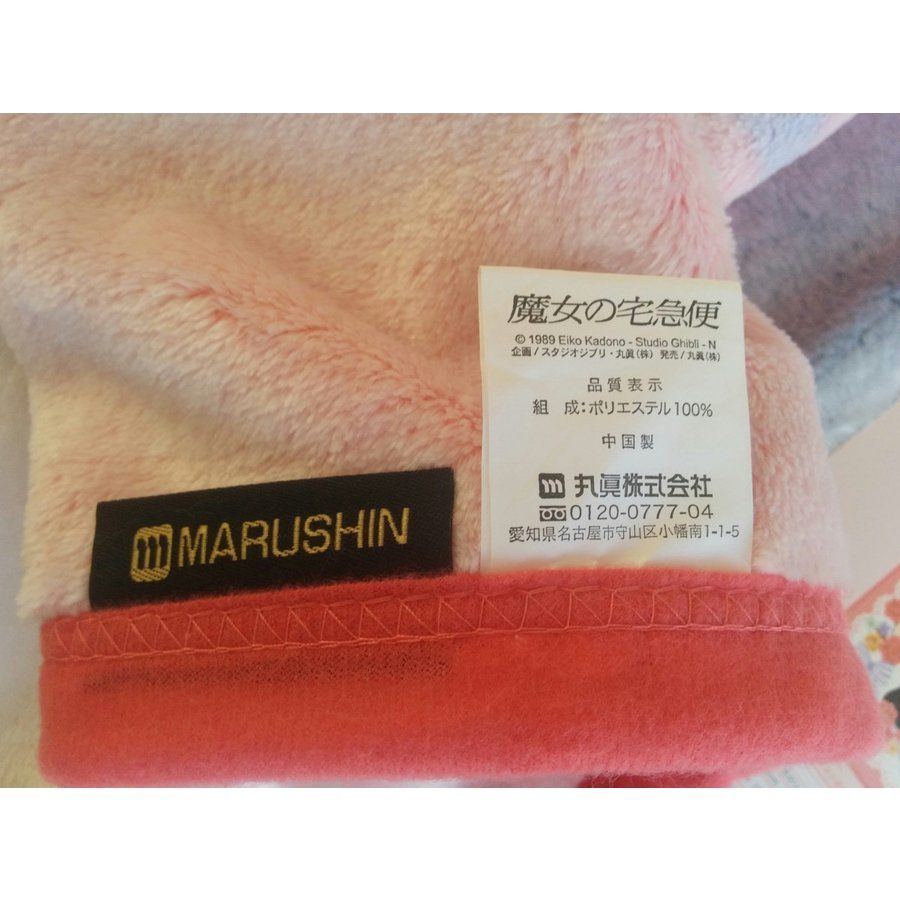 魔女の宅急便
© 1989 Eiko Kadono - Studio Ghibli - N
企画/スタジオジブリ・丸眞(株) 発売/丸眞(株)
品質表示
組 成:ポリエステル100%
中国製
丸眞株式会社
0120-0777-04
愛知県名古屋市守山区小幡南1-1-5
MARUSHIN